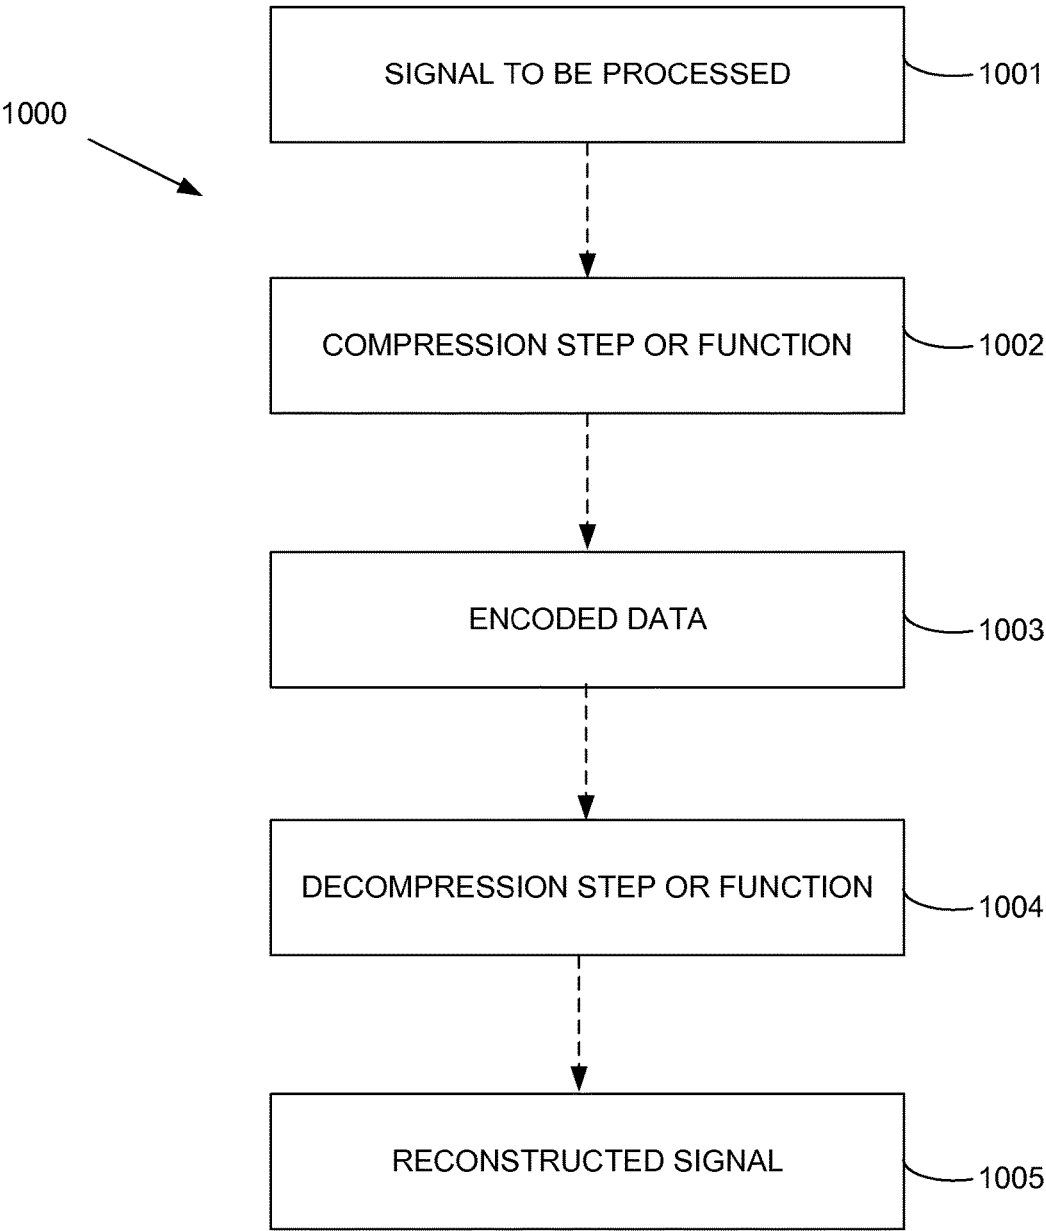 SIGNAL TO BE PROCESSED
1001
1000
COMPRESSION STEP OR FUNCTION
1002
ENCODED DATA
1003
DECOMPRESSION STEP OR FUNCTION
1004
RECONSTRUCTED SIGNAL
1005